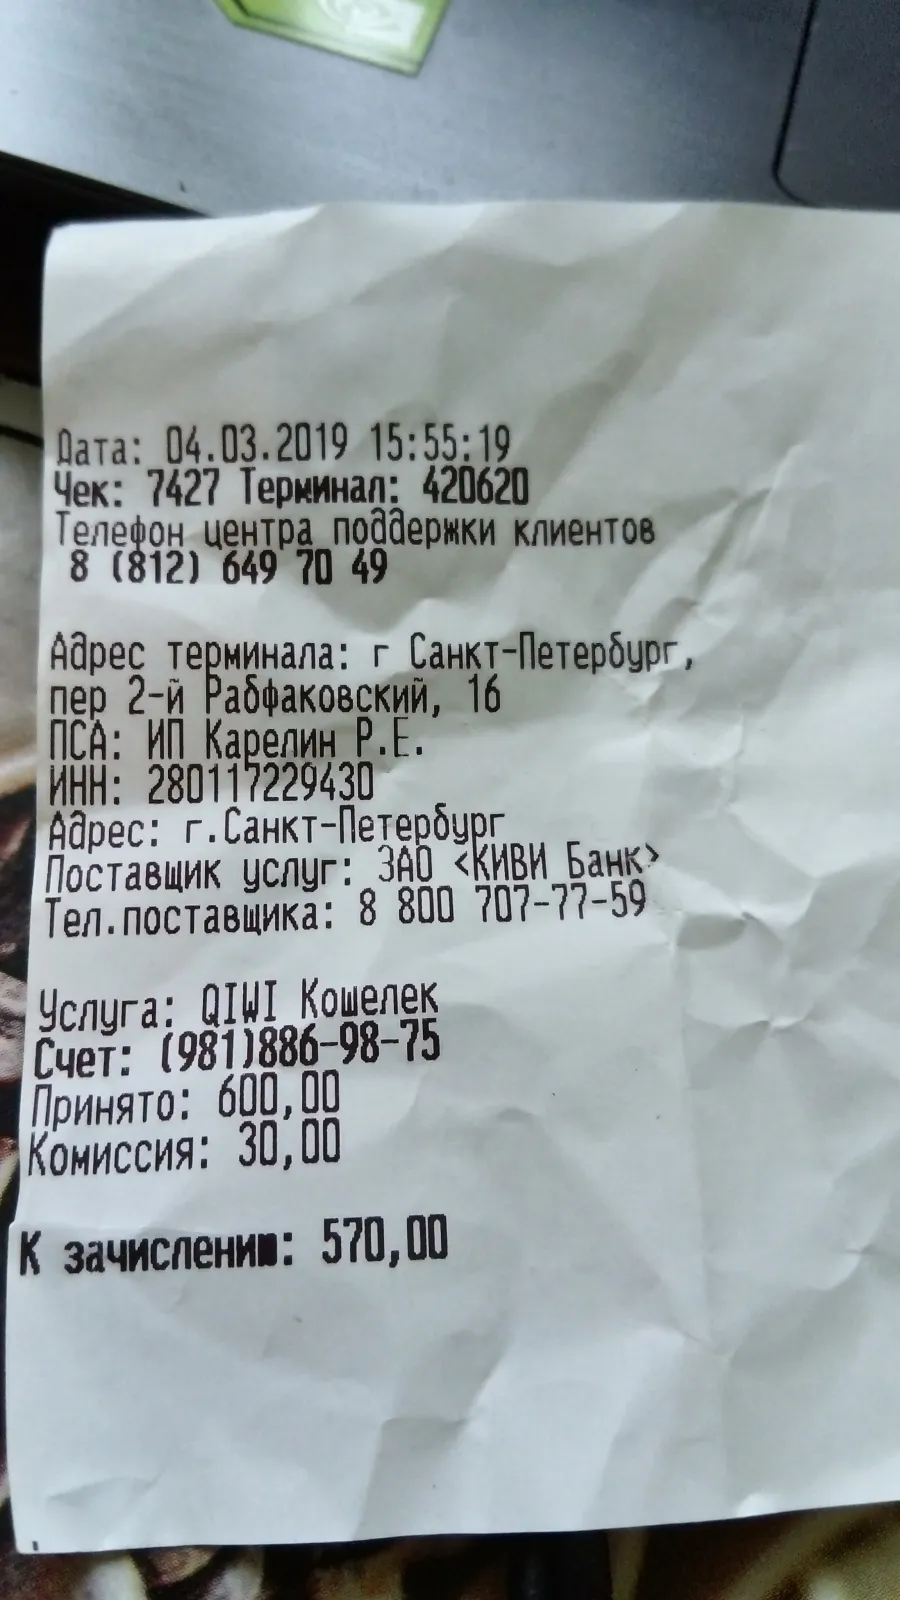 Дата: 04.03.2019 15:55:19
Чек: 7427 Терминал: 420620
Телефон центра поддержки клиентов
8 (812) 649 70 49
Адрес терминала: г Санкт-Петербург,
пер 2-й Рабфаковский, 16
ПСА: ИП Карелин Р.Е.
ИНН: 280117229430
Адрес: г.Санкт-Петербург
Поставщик услуг: ЗАО <КИВИ Банк>
Тел.поставщика: 8 800 707-77-59
Услуга: QIWI Кошелек
Счет: (981)886-98-75
Принято: 600,00
Комиссия: 30,00
К зачислению: 570,00